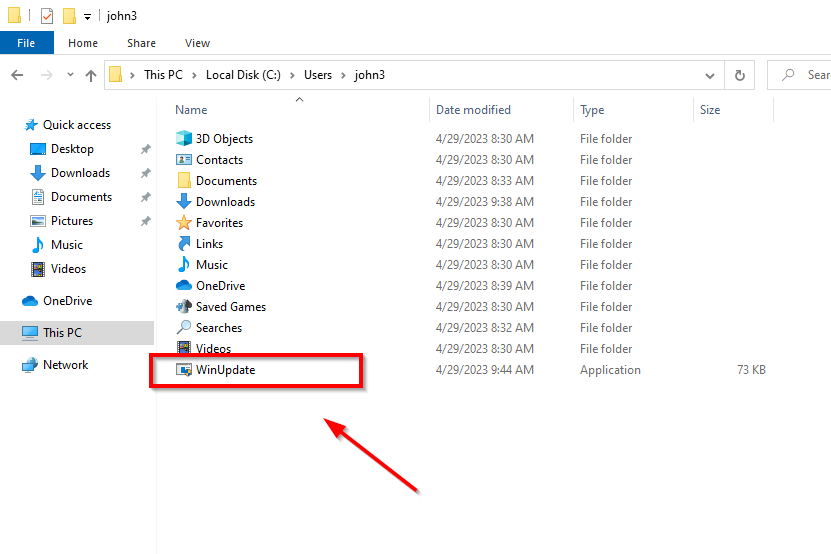 john3
File Home Share View
This PC Local Disk (C:) Users john3 Sear
Name Date modified Type Size
Quick access
Desktop
Downloads
Documents
Pictures
Music
Videos
OneDrive
This PC
Network
3D Objects 4/29/2023 8:30 AM File folder
Contacts 4/29/2023 8:30 AM File folder
Documents 4/29/2023 8:33 AM File folder
Downloads 4/29/2023 9:38 AM File folder
Favorites 4/29/2023 8:30 AM File folder
Links 4/29/2023 8:30 AM File folder
Music 4/29/2023 8:30 AM File folder
OneDrive 4/29/2023 8:39 AM File folder
Saved Games 4/29/2023 8:30 AM File folder
Searches 4/29/2023 8:32 AM File folder
Videos 4/29/2023 8:30 AM File folder
WinUpdate 4/29/2023 9:44 AM Application 73 KB